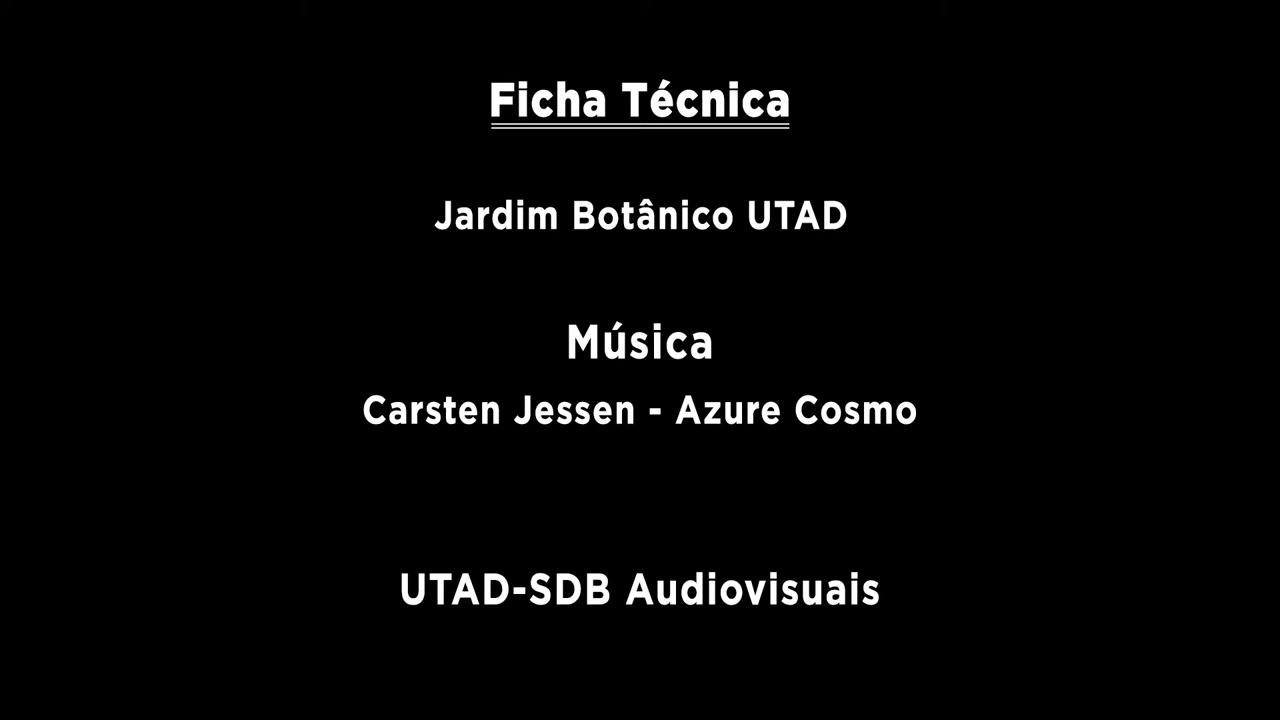 Ficha Técnica
Jardim Botânico UTAD
Música
Carsten Jessen - Azure Cosmo
UTAD-SDB Audiovisuais